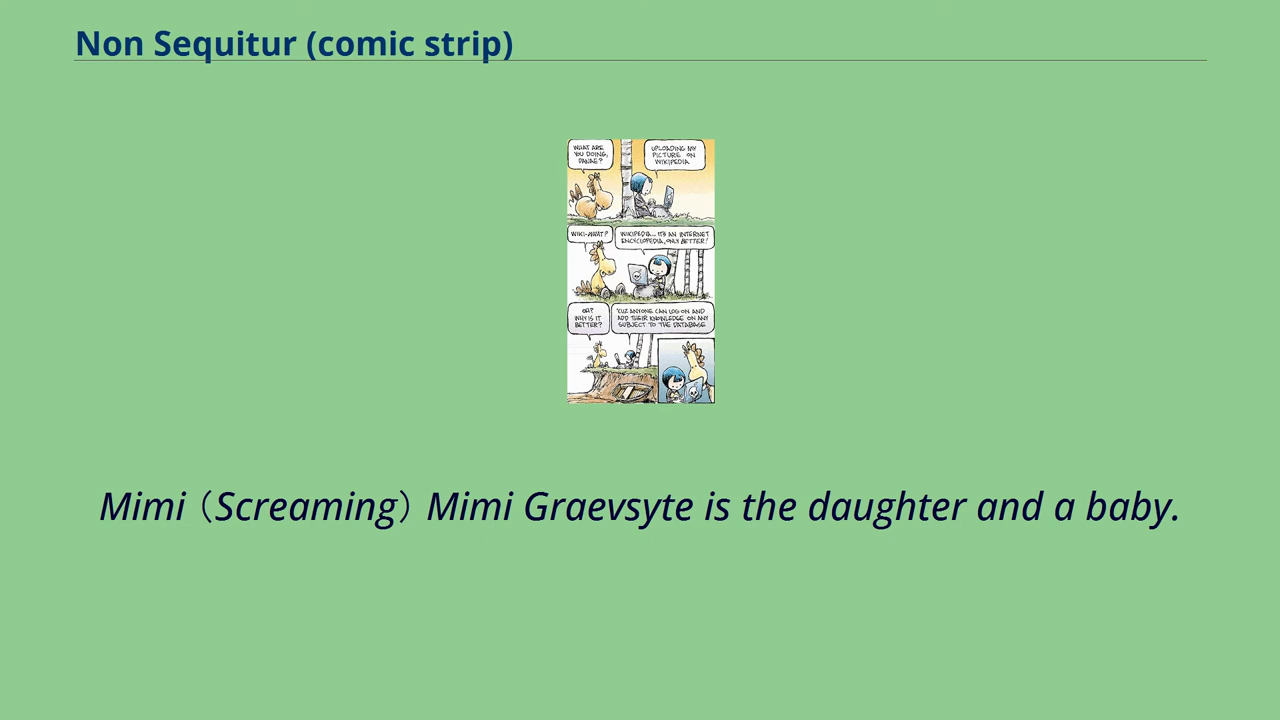 Non Sequitur (comic strip)
WHAT ARE
YOU DOING,
DANAE?
UPLOADING MY
PICTURE ON
WIKIPEDIA
WIKI-WHAT?
WIKIPEDIA... IT'S AN INTERNET
ENCYCLOPEDIA, ONLY BETTER!
OH?
WHY IS IT
BETTER?
'CUZ ANYONE CAN LOG ON AND
ADD THEIR KNOWLEDGE ON ANY
SUBJECT TO THE DATABASE
Mimi (Screaming) Mimi Graevsyte is the daughter and a baby.